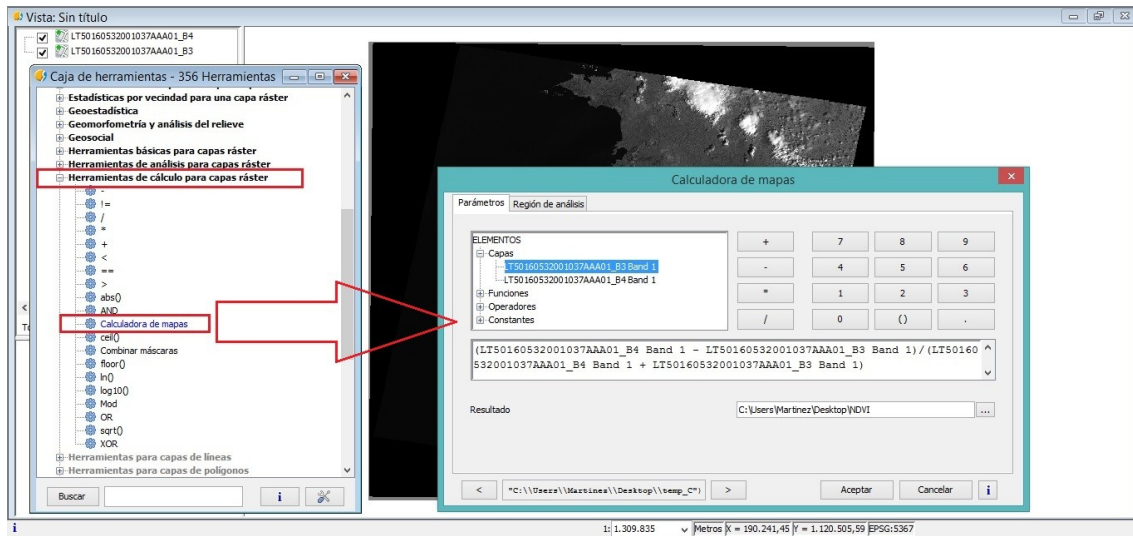 Vista: Sin título
LT50160532001037AAA01_B4
LT50160532001037AAA01_B3
Caja de herramientas - 356 Herramientas
Estadísticas por vecindad para una capa ráster
Geoestadística
Geomorfometría y análisis del relieve
Geosocial
Herramientas básicas para capas ráster
Herramientas de análisis para capas ráster
Herramientas de cálculo para capas ráster
-
!=
/
*
+
<
==
>
abs()
AND
Calculadora de mapas
ceil()
Combinar máscaras
floor()
ln()
log10()
Mod
OR
sqrt()
XOR
Herramientas para capas de líneas
Herramientas para capas de polígonos
Buscar
i
Calculadora de mapas
Parámetros Región de análisis
ELEMENTOS
Capas
LT50160532001037AAA01_B3 Band 1
LT50160532001037AAA01_B4 Band 1
Funciones
Operadores
Constantes
+ 7 8 9
- 4 5 6
* 1 2 3
/ 0 () .
(LT50160532001037AAA01_B4 Band 1 - LT50160532001037AAA01_B3 Band 1)/(LT50160
532001037AAA01_B4 Band 1 + LT50160532001037AAA01_B3 Band 1)
Resultado C:\Users\Martinez\Desktop\NDVI ...
< "C:\\Users\\Martinez\\Desktop\\temp_C") > Aceptar Cancelar i
i 1: 1.309.835 Metros X = 190.241,45 Y = 1.120.505,59 EPSG:5367